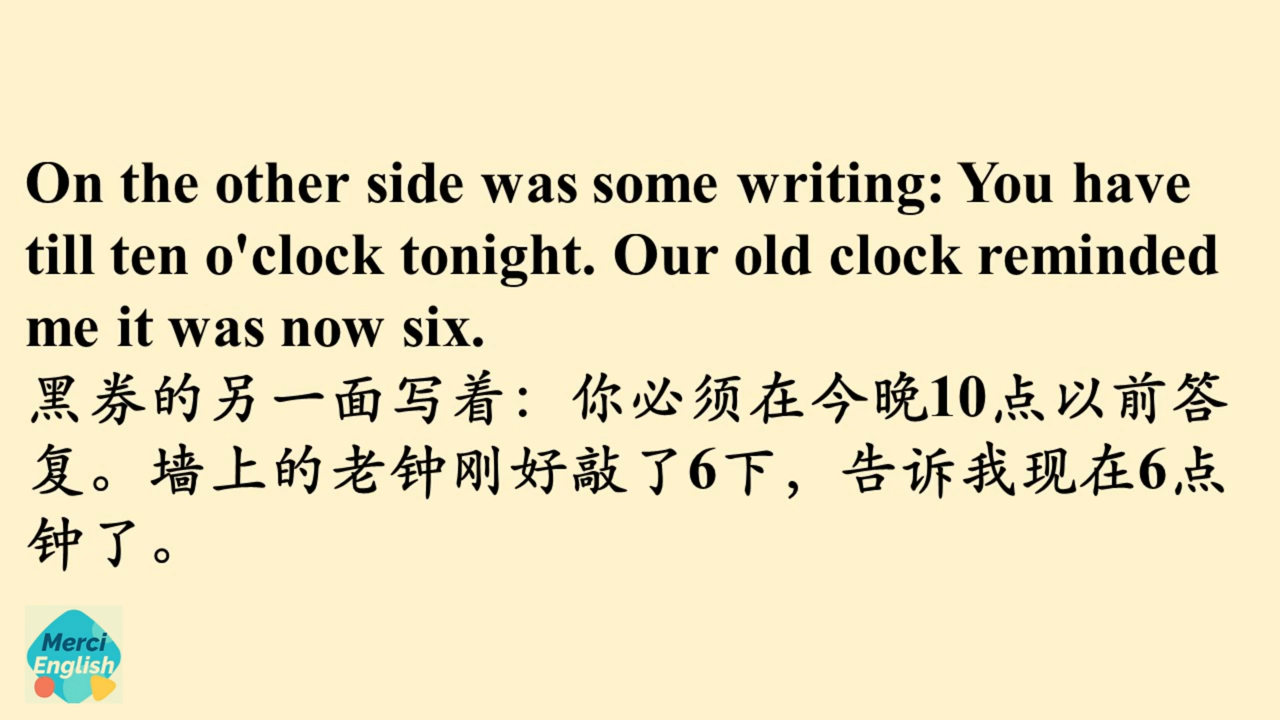 On the other side was some writing: You have
till ten o'clock tonight. Our old clock reminded
me it was now six.
黑券的另一面写着：你必须在今晚10点以前答
复。墙上的老钟刚好敲了6下，告诉我现在6点
钟了。
Merci
English